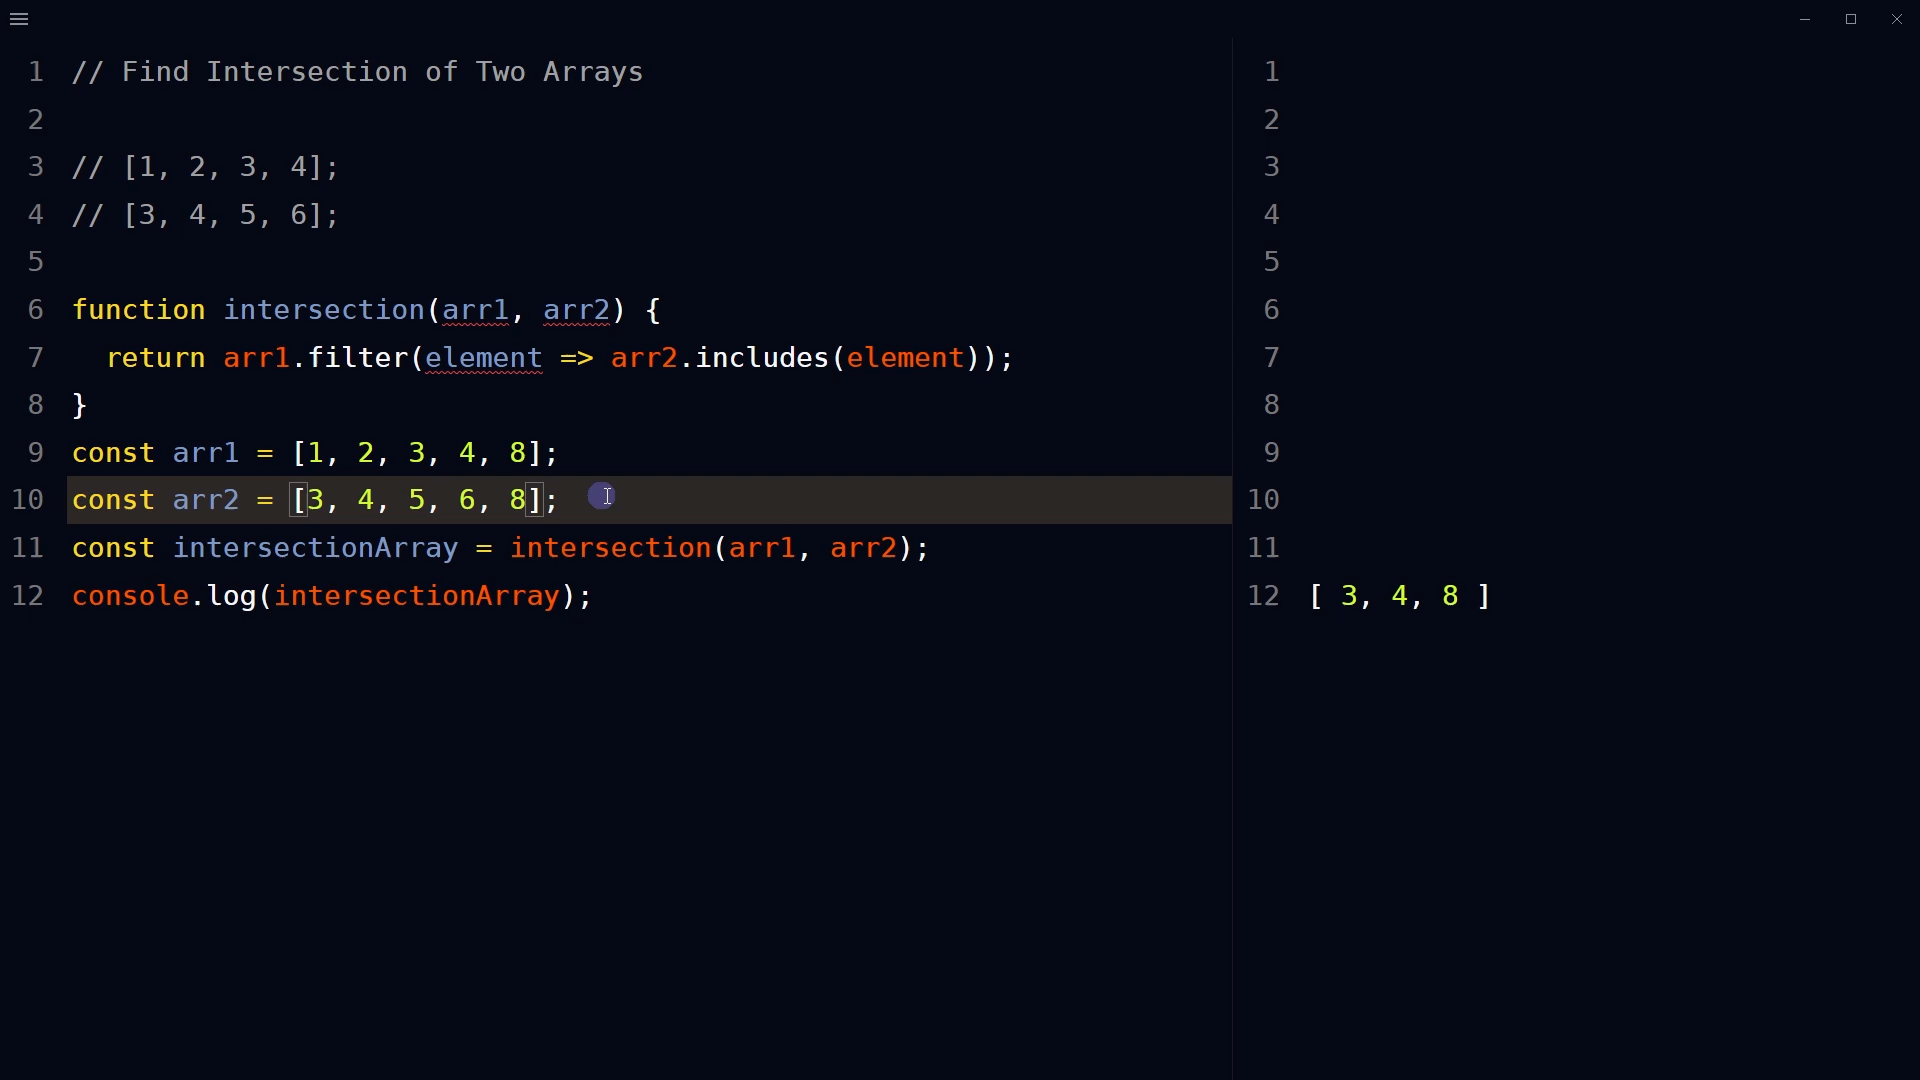 1 // Find Intersection of Two Arrays
2
3 // [1, 2, 3, 4];
4 // [3, 4, 5, 6];
5
6 function intersection(arr1, arr2) {
7   return arr1.filter(element => arr2.includes(element));
8 }
9 const arr1 = [1, 2, 3, 4, 8];
10 const arr2 = [3, 4, 5, 6, 8];
11 const intersectionArray = intersection(arr1, arr2);
12 console.log(intersectionArray);
1
2
3
4
5
6
7
8
9
10
11
12 [ 3, 4, 8 ]